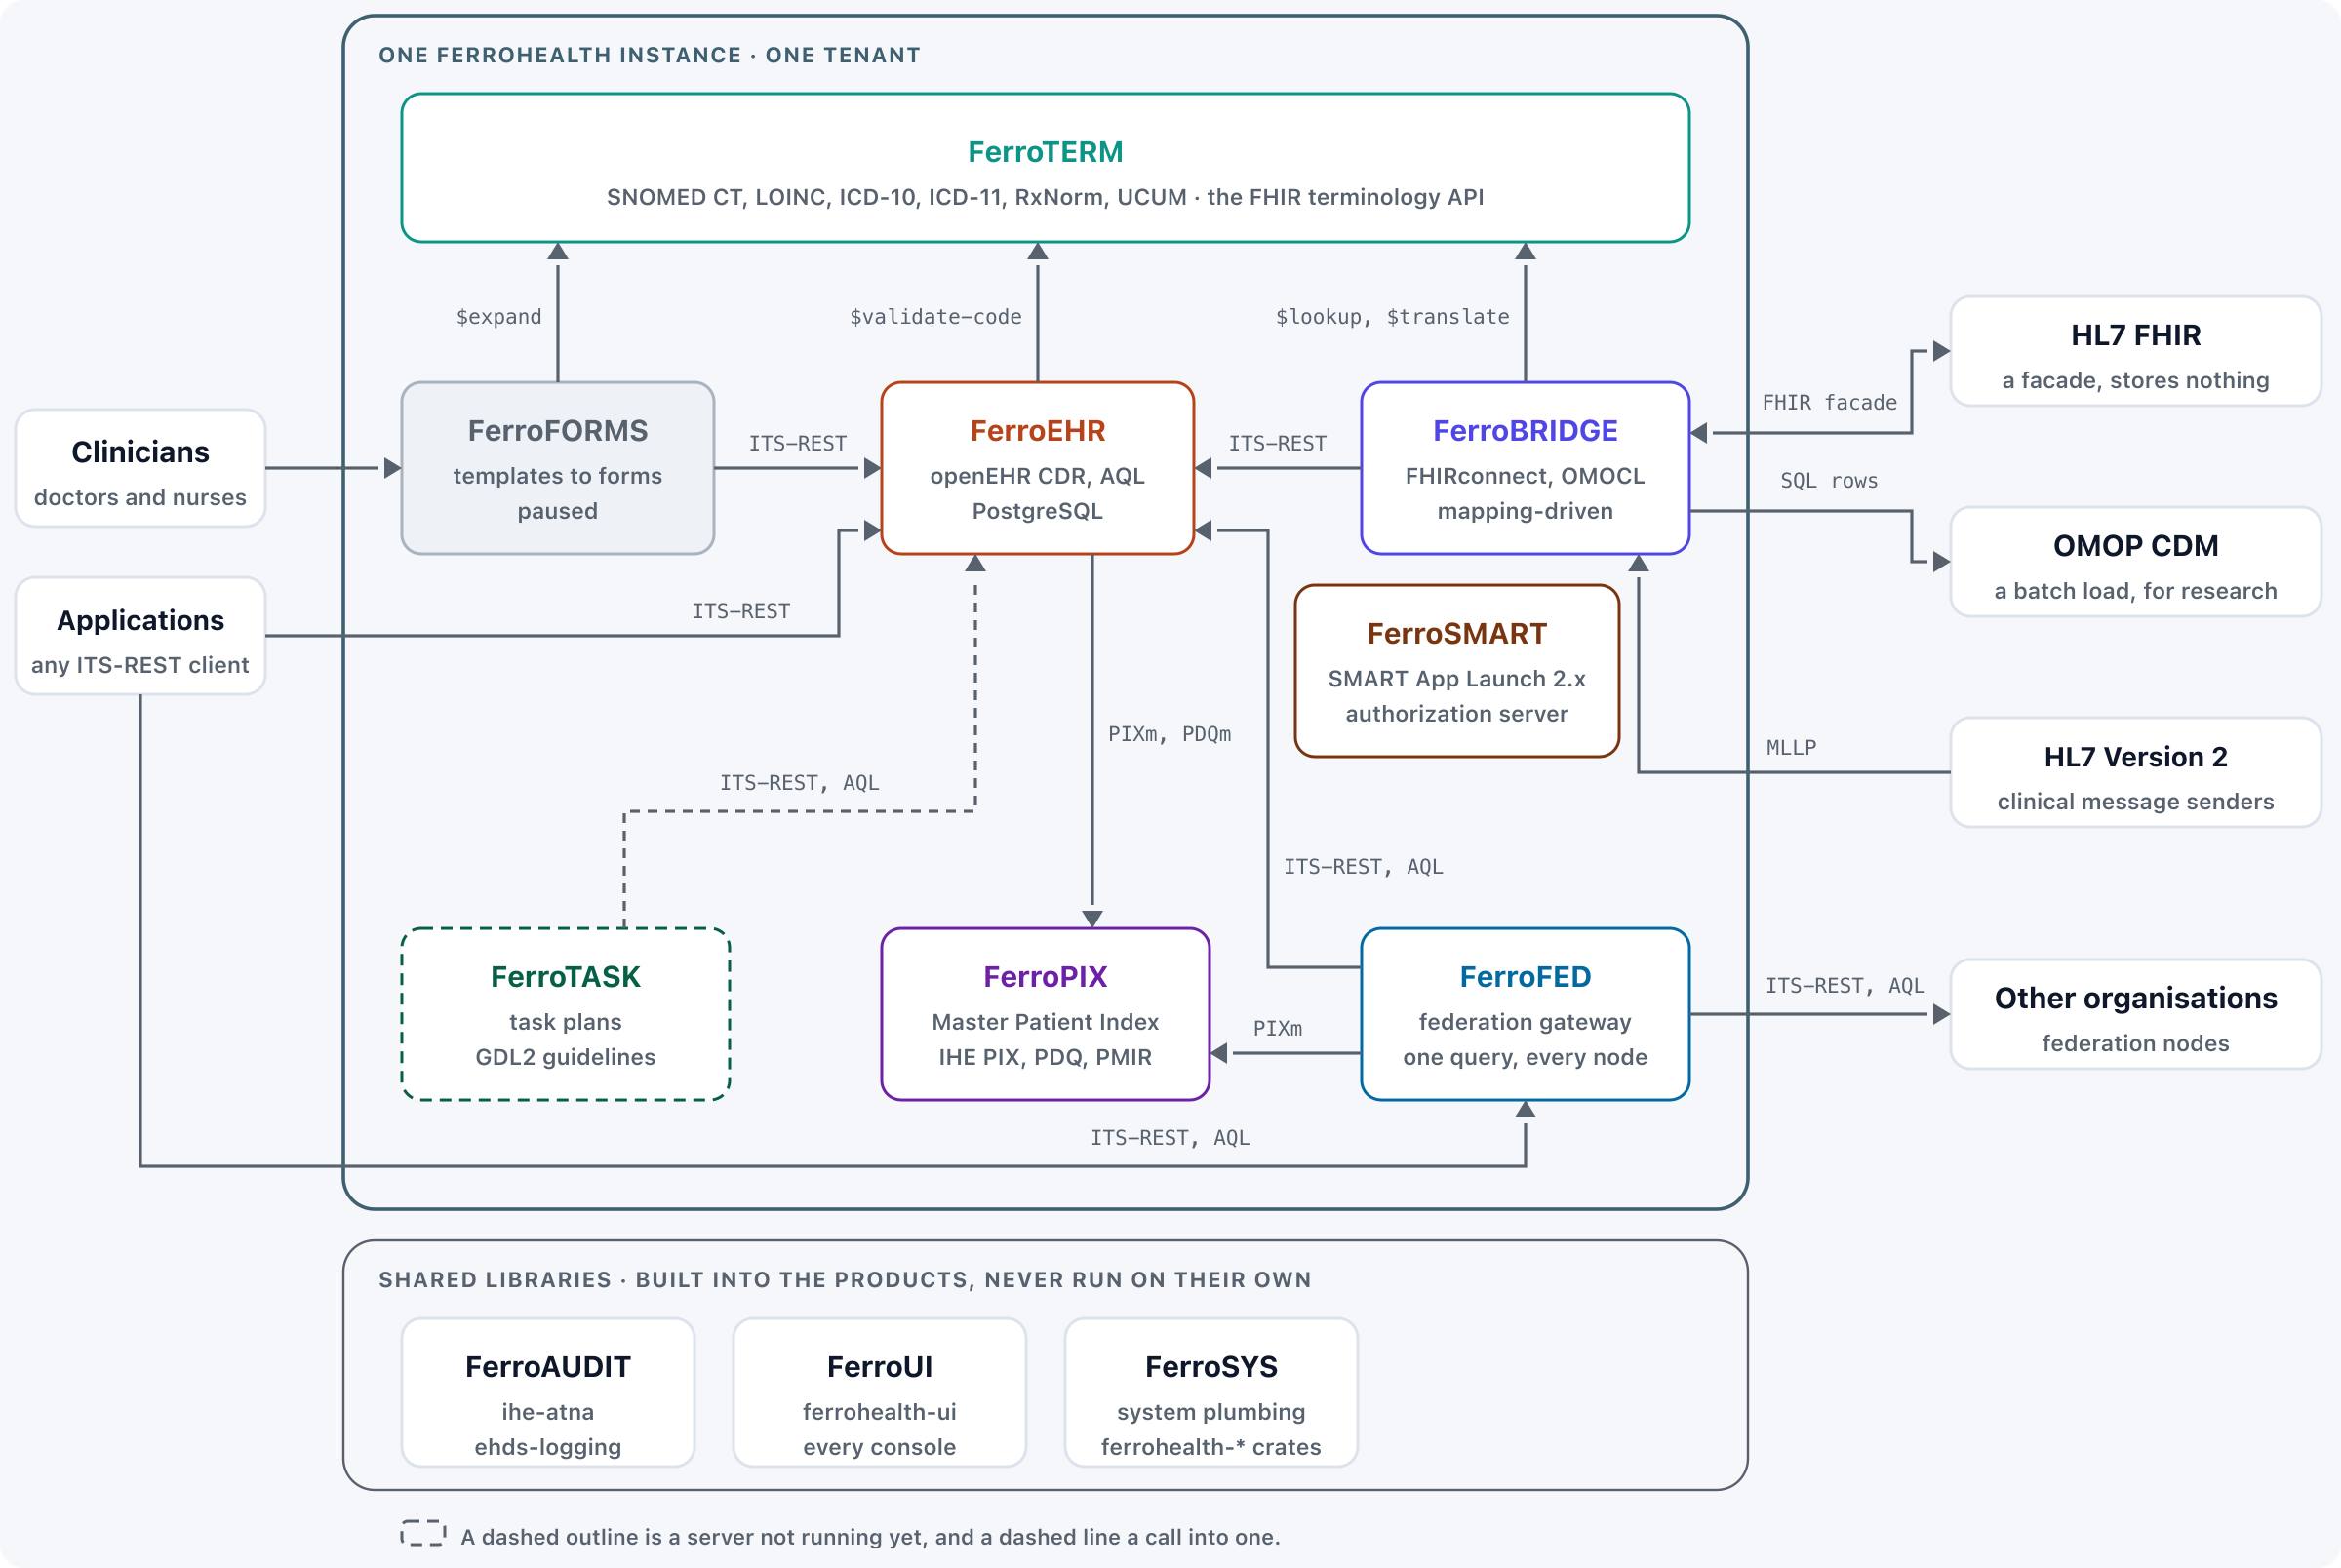 ONE FERROHEALTH INSTANCE · ONE TENANT
FerroTERM
SNOMED CT, LOINC, ICD-10, ICD-11, RxNorm, UCUM · the FHIR terminology API
$expand
$validate-code
$lookup, $translate
HL7 FHIR
a facade, stores nothing
FHIR facade
Clinicians
doctors and nurses
FerroFORMS
templates to forms
paused
ITS-REST
FerroEHR
openEHR CDR, AQL
PostgreSQL
ITS-REST
FerroBRIDGE
FHIRconnect, OMOCL
mapping-driven
SQL rows
OMOP CDM
a batch load, for research
Applications
any ITS-REST client
ITS-REST
FerroSMART
SMART App Launch 2.x
authorization server
PIXm, PDQm
MLLP
HL7 Version 2
clinical message senders
ITS-REST, AQL
ITS-REST, AQL
FerroTASK
task plans
GDL2 guidelines
FerroPIX
Master Patient Index
IHE PIX, PDQ, PMIR
PIXm
FerroFED
federation gateway
one query, every node
ITS-REST, AQL
Other organisations
federation nodes
ITS-REST, AQL
SHARED LIBRARIES · BUILT INTO THE PRODUCTS, NEVER RUN ON THEIR OWN
FerroAUDIT
ihe-atna
ehds-logging
FerroUI
ferrohealth-ui
every console
FerroSYS
system plumbing
ferrohealth-* crates
A dashed outline is a server not running yet, and a dashed line a call into one.